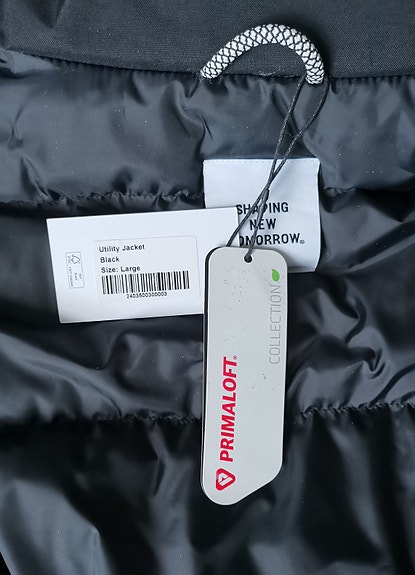 SHAPING
NEW
TOMORROW®
Utility Jacket
Black
Size: Large
2403500300003
PRIMALOFT®
COLLECTION